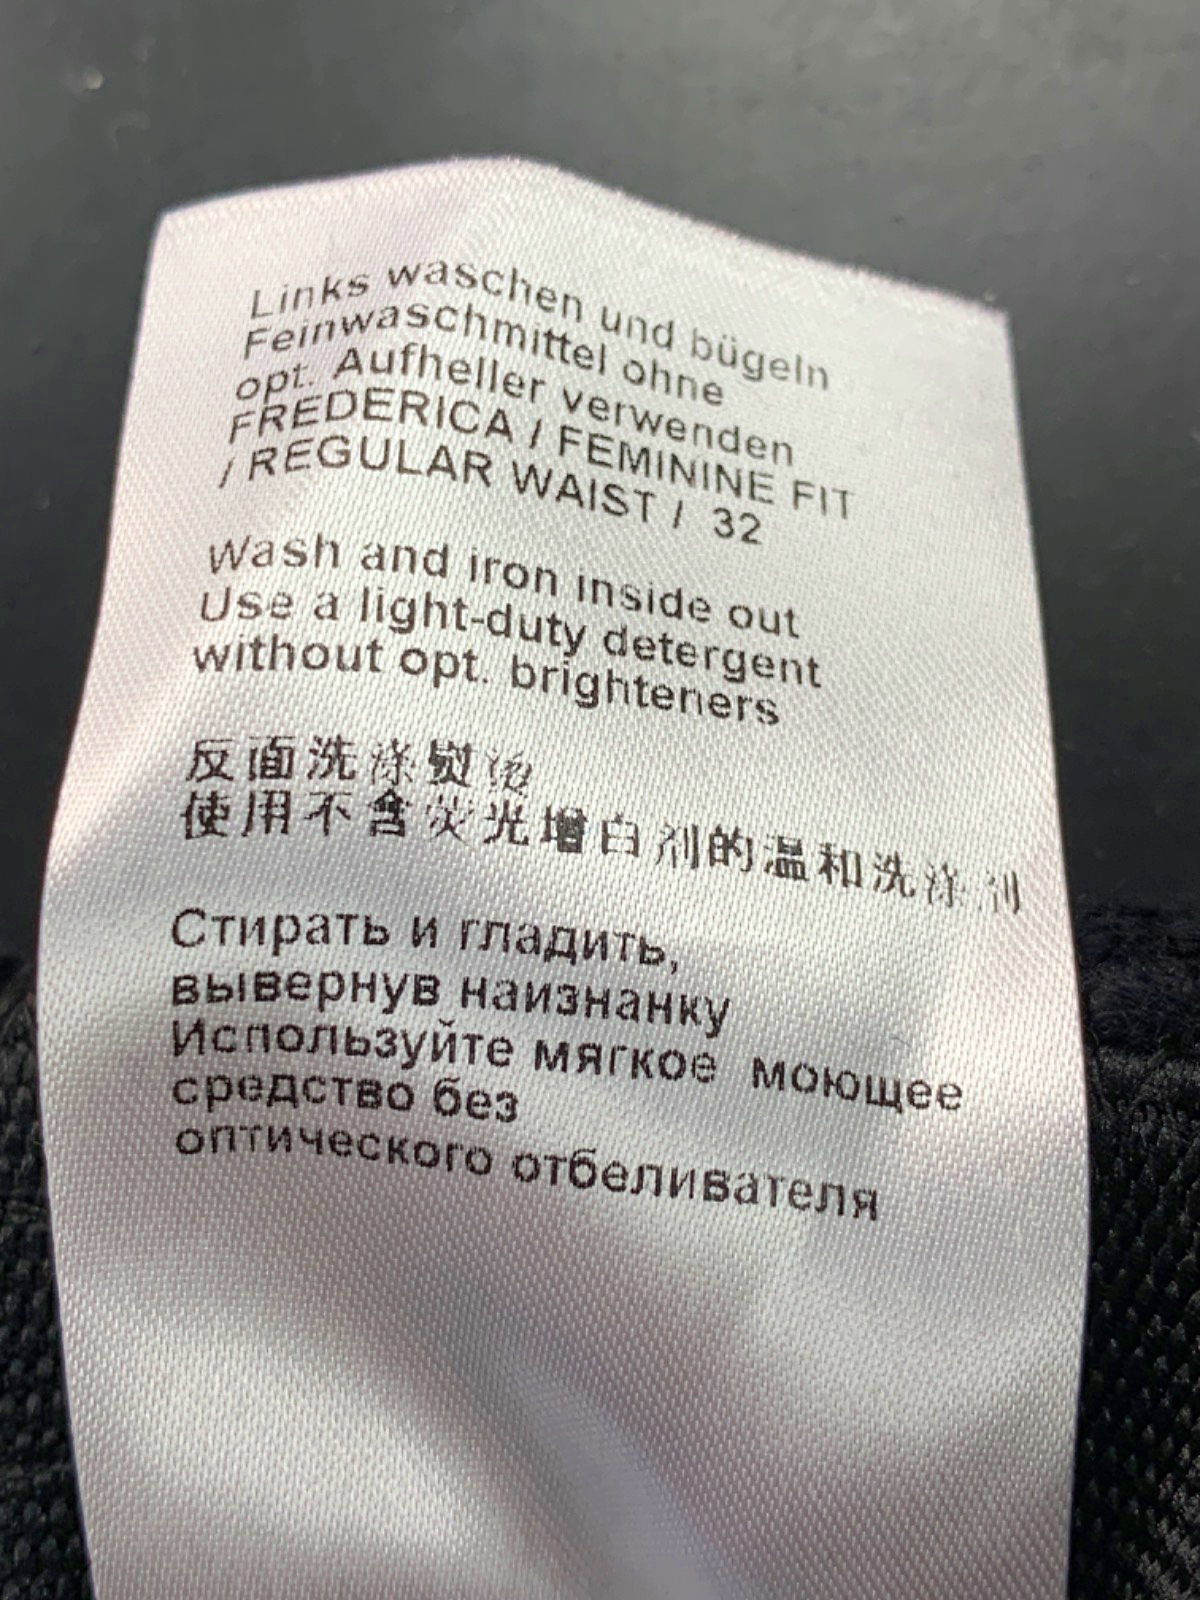 Links waschen und bügeln
Feinwaschmittel ohne
opt. Aufheller verwenden
FREDERICA / FEMININE FIT
/ REGULAR WAIST / 32
Wash and iron inside out
Use a light-duty detergent
without opt. brighteners
反面洗涤熨烫
使用不含荧光增白剂的温和洗涤剂
Стирать и гладить,
вывернув наизнанку
Используйте мягкое моющее
средство без
оптического отбеливателя